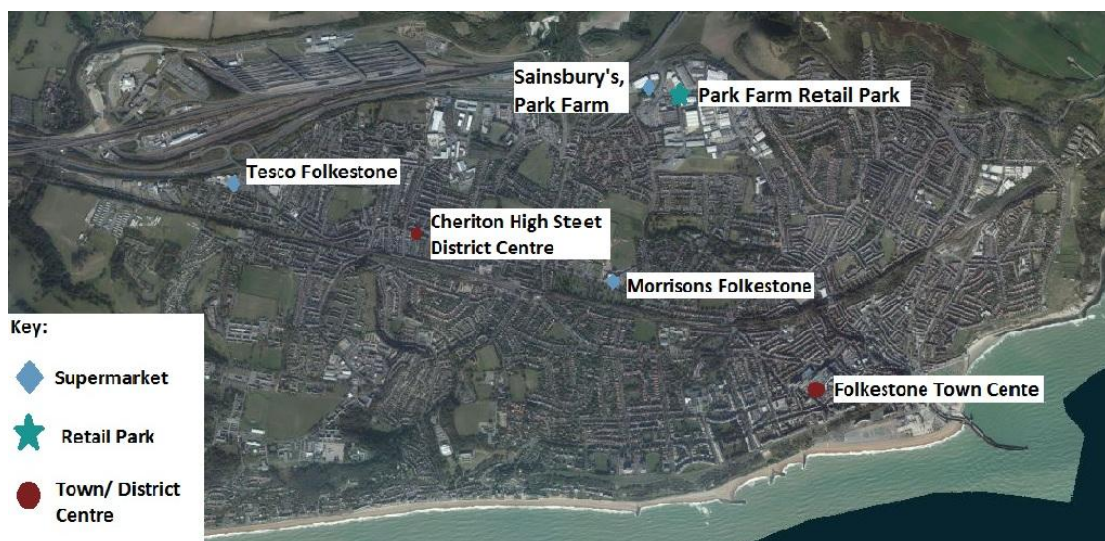 Sainsbury's,
Park Farm
Park Farm Retail Park
Tesco Folkestone
Cheriton High Steet
District Centre
Morrisons Folkestone
Folkestone Town Cente
Key:
Supermarket
Retail Park
Town/ District
Centre